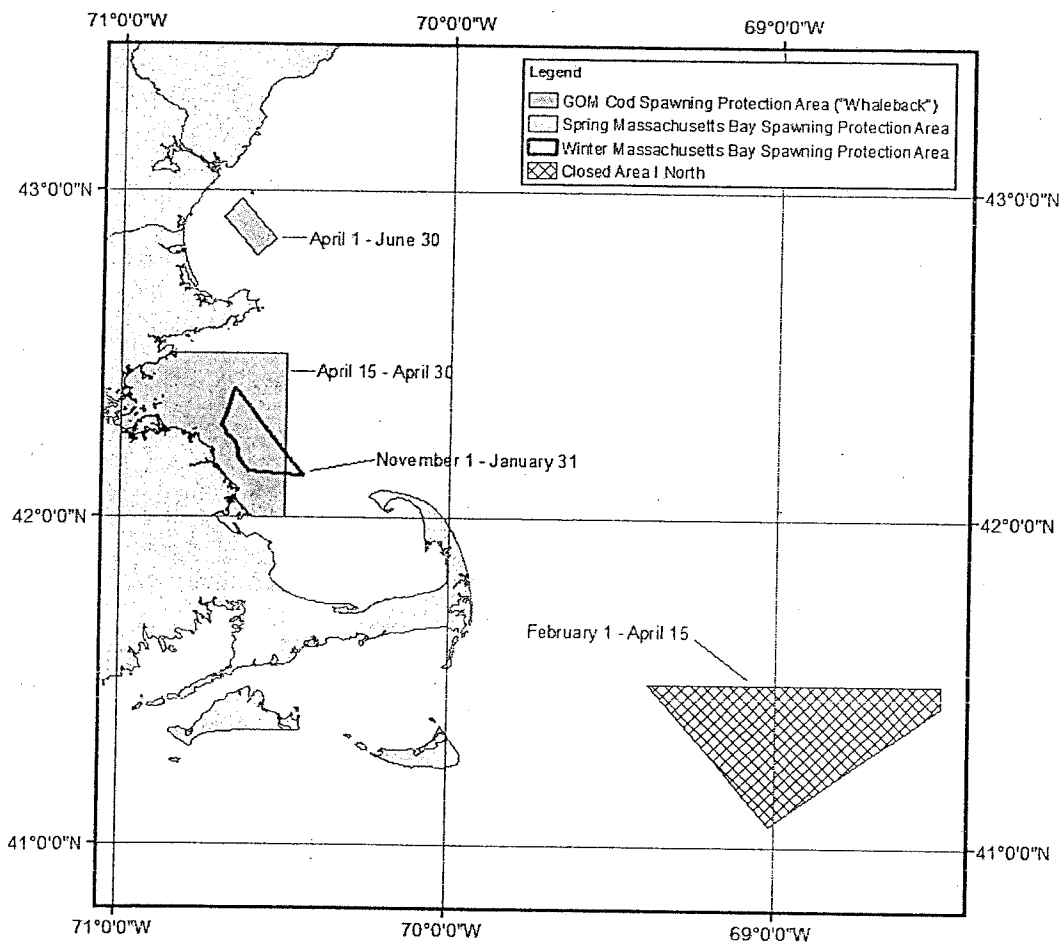 71°0'0"W 70°0'0"W 69°0'0"W
Legend
GOM Cod Spawning Protection Area ("Whaleback")
Spring Massachusetts Bay Spawning Protection Area
Winter Massachusetts Bay Spawning Protection Area
Closed Area I North
43°0'0"N 43°0'0"N
April 1 - June 30
April 15 - April 30
November 1 - January 31
42°0'0"N 42°0'0"N
February 1 - April 15
41°0'0"N 41°0'0"N
71°0'0"W 70°0'0"W 69°0'0"W